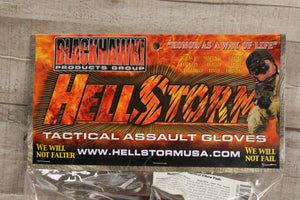 BLACKHAWK!
PRODUCTS GROUP
"HONOR AS A WAY OF LIFE"
HELLSTORM
TACTICAL ASSAULT GLOVES
WE WILL
NOT FALTER
WWW.HELLSTORMUSA.COM
WE WILL
NOT FAIL